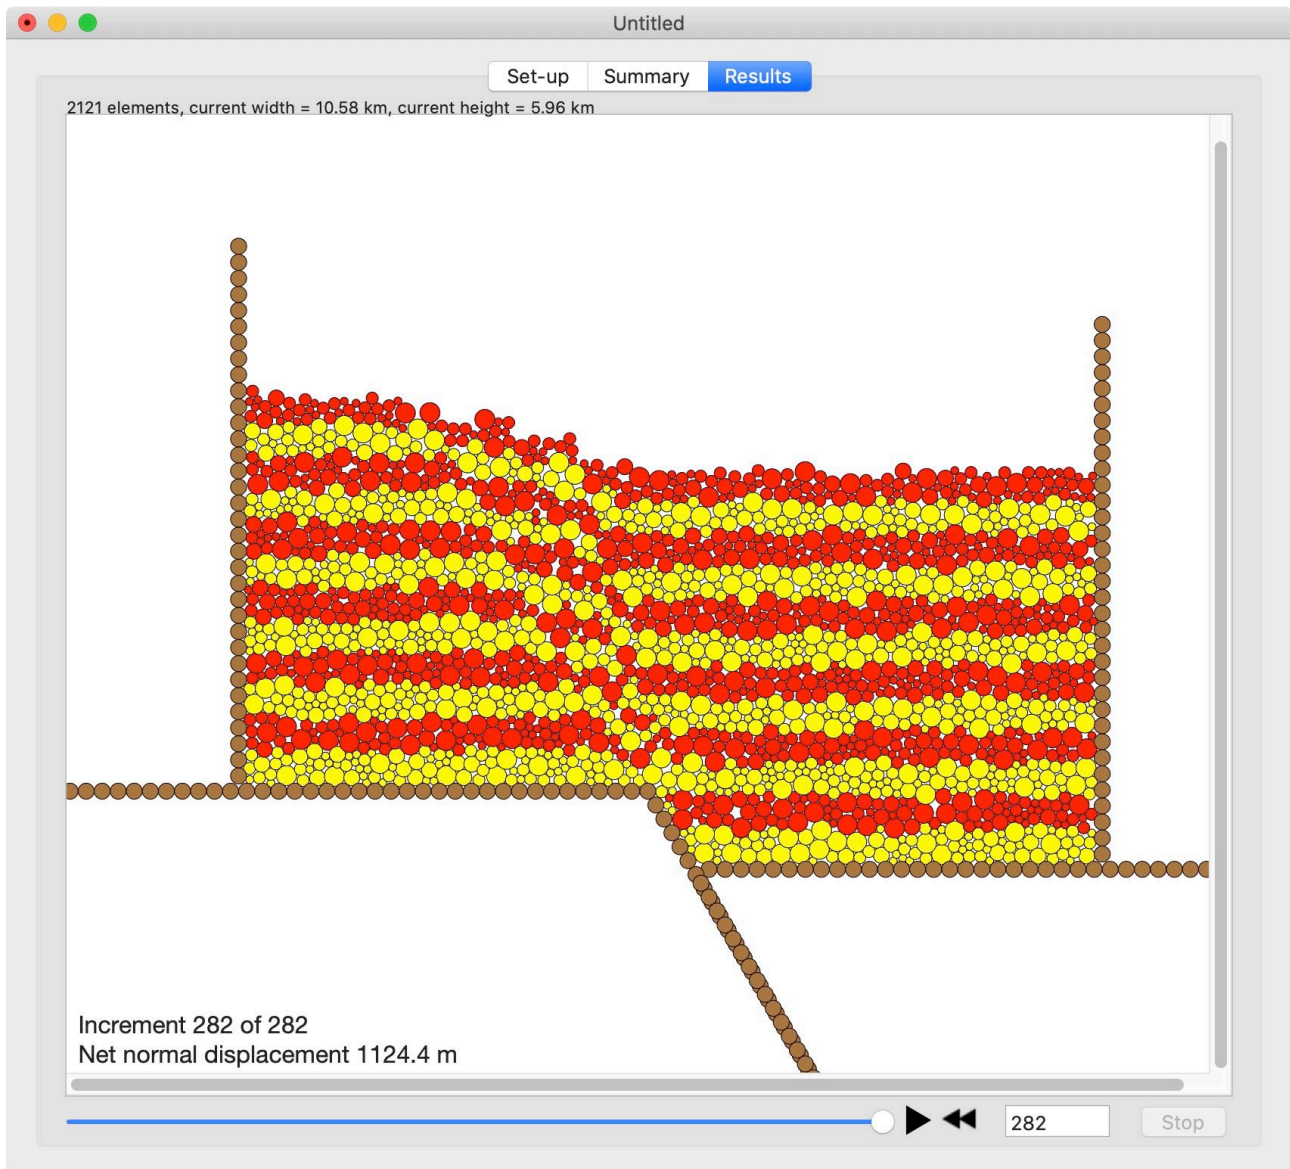 Untitled
Set-up Summary Results
2121 elements, current width = 10.58 km, current height = 5.96 km
Increment 282 of 282
Net normal displacement 1124.4 m
282 Stop